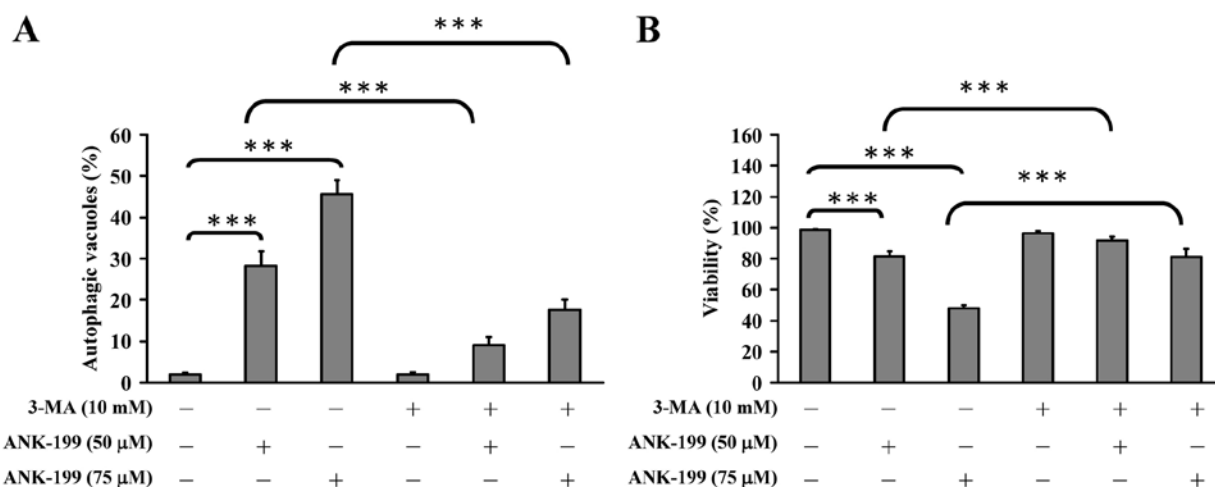 A
***
***
***
***
Autophagic vacuoles (%)
60
50
40
30
20
10
0
3-MA (10 mM) − − − + + +
ANK-199 (50 μM) − + − − + −
ANK-199 (75 μM) − − + − − +
B
***
***
***
***
Viability (%)
160
140
120
100
80
60
40
20
0
3-MA (10 mM) − − − + + +
ANK-199 (50 μM) − + − − + −
ANK-199 (75 μM) − − + − − +